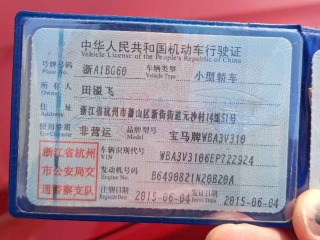 中华人民共和国机动车行驶证
Vehicle License of the People's Republic of China
号牌号码 浙A1BG60 车辆类型 小型轿车
Plate No. Vehicle Type
所有人 田溢飞
Owner
住址 浙江省杭州市萧山区新街街道元沙村14组51号
Address
非营运 品牌型号 宝马牌WBA3V310
Model
浙江省杭州市公安局交通警察支队
车辆识别代号 WBA3V3106EP722924
VIN
发动机号码 B6490821N20B20A
Engine No.
注册日期 2015-06-04 发证日期 2015-06-04
Register Date Issue Date